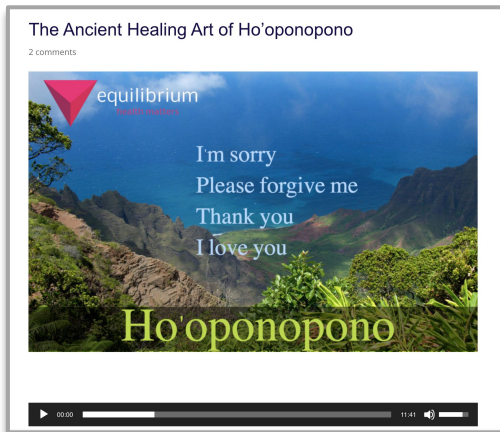 The Ancient Healing Art of Ho’oponopono
2 comments
equilibrium
I'm sorry
Please forgive me
Thank you
I love you
Ho'oponopono
00:00
11:41